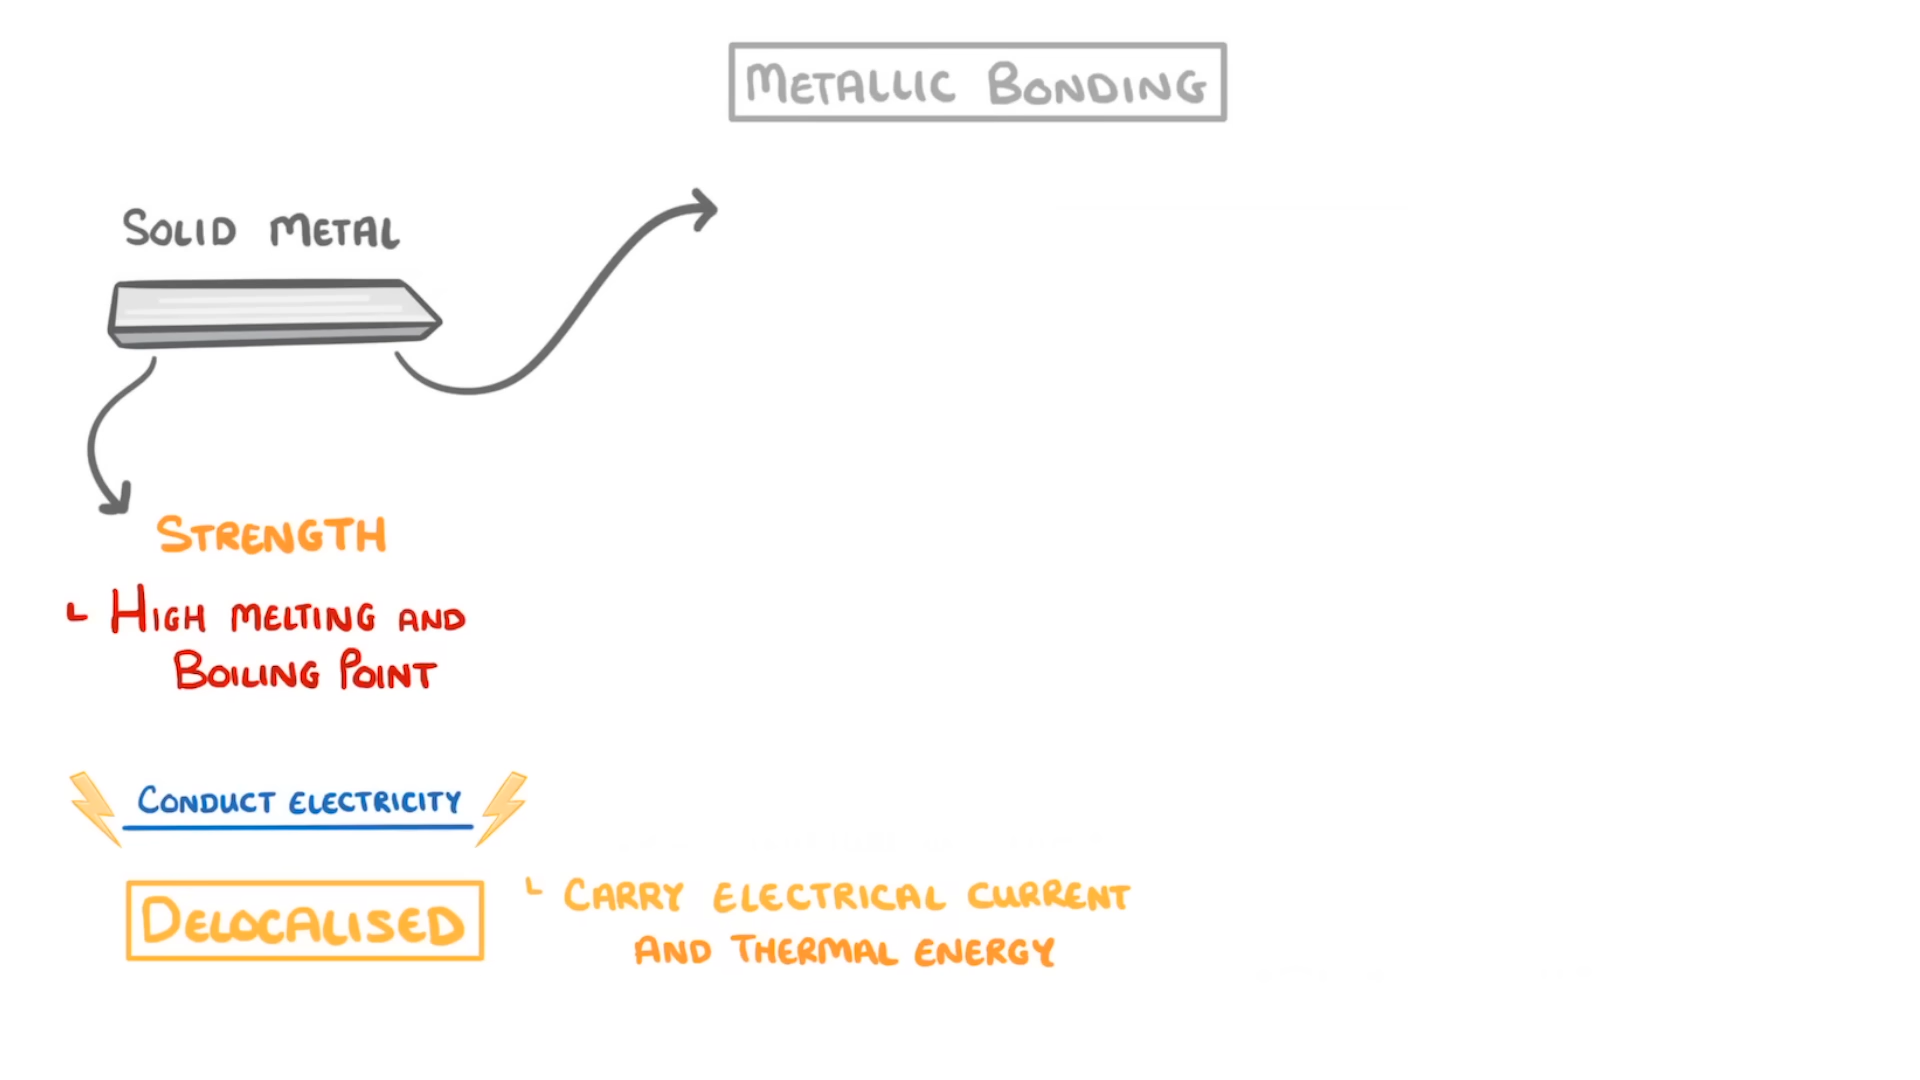 METALLIC BONDING
SOLID METAL
STRENGTH
HIGH MELTING AND
BOILING POINT
CONDUCT ELECTRICITY
DELOCALISED
CARRY ELECTRICAL CURRENT
AND THERMAL ENERGY